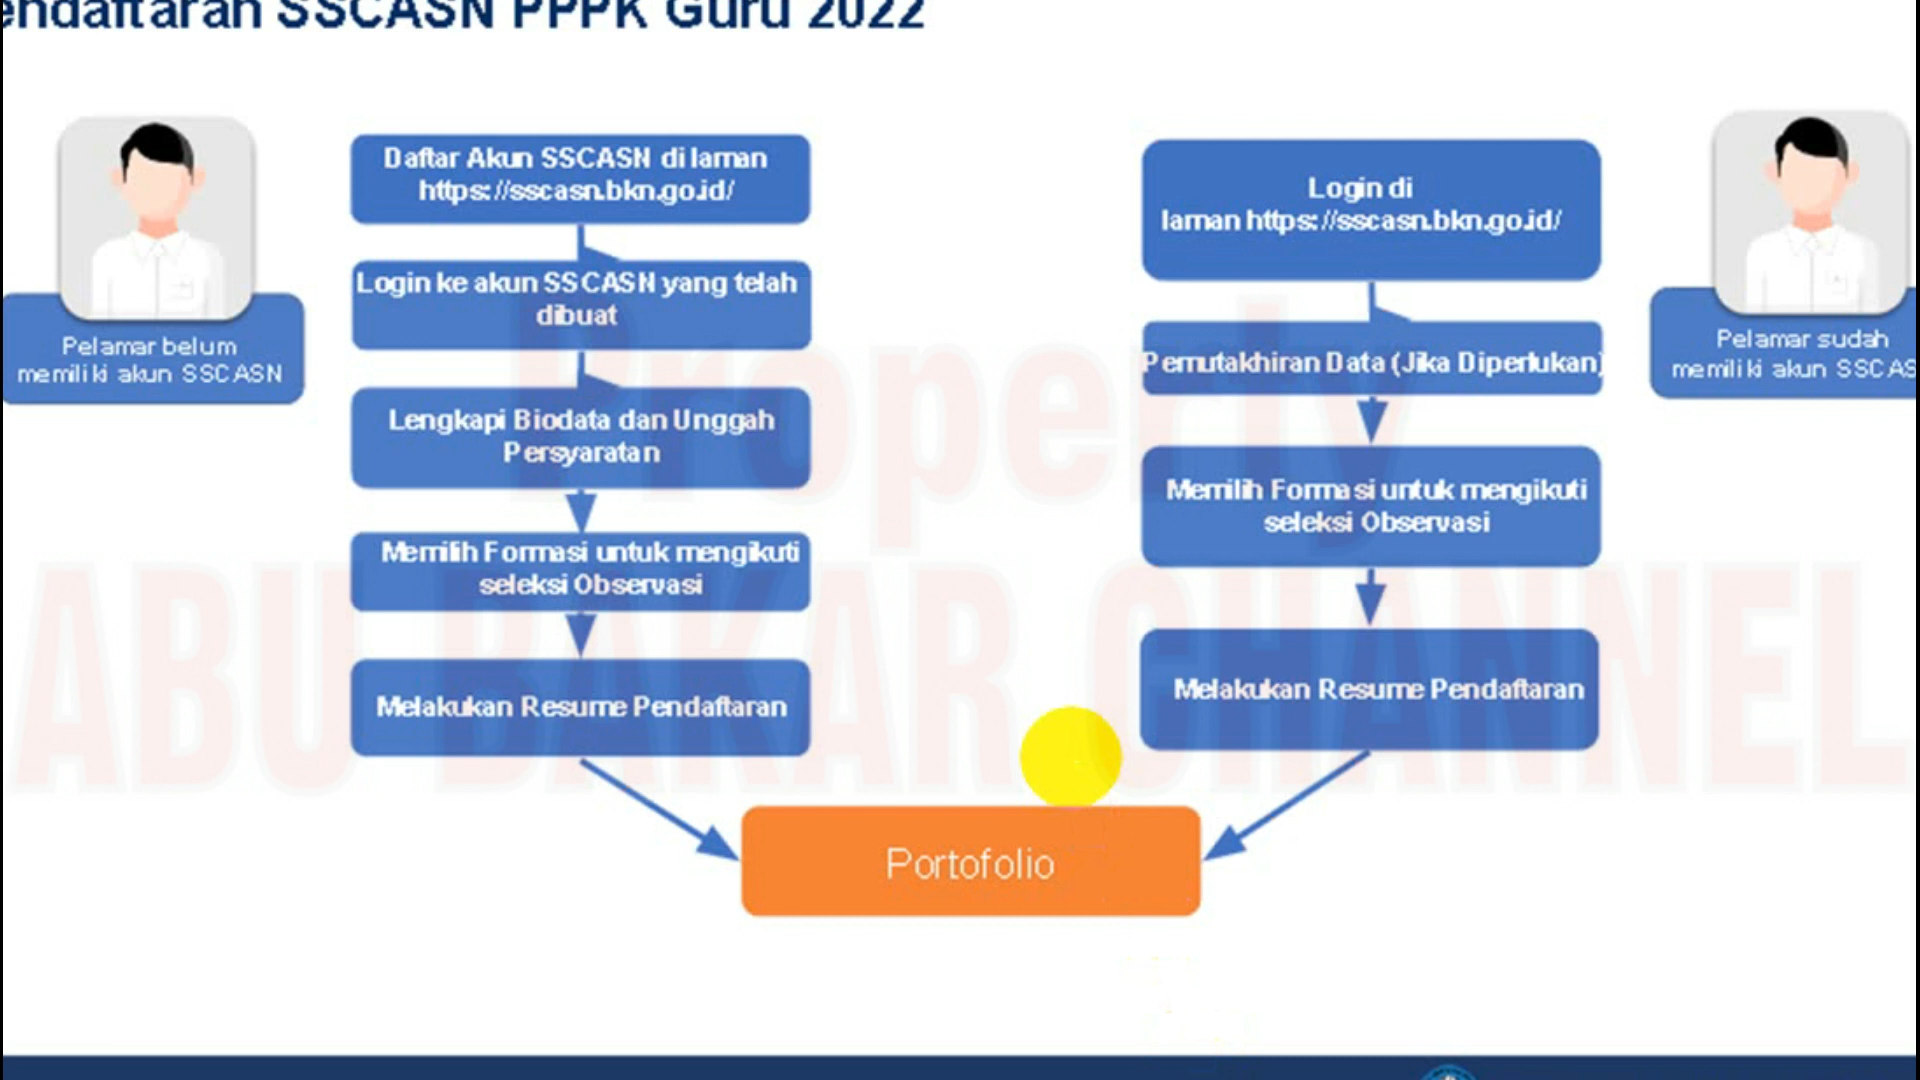 endaftaran SSCASN PPPK Guru 2022
Pelamar belum
memiliki akun SSCASN
Daftar Akun SSCASN di laman
https://sscasn.bkn.go.id/
Login ke akun SSCASN yang telah
dibuat
Lengkapi Biodata dan Unggah
Persyaratan
Memilih Formasi untuk mengikuti
seleksi Observasi
Melakukan Resume Pendaftaran
Login di
laman https://sscasn.bkn.go.id/
Pemutakhiran Data (Jika Diperlukan)
Memilih Formasi untuk mengikuti
seleksi Observasi
Melakukan Resume Pendaftaran
Pelamar sudah
memiliki akun SSCAS
Portofolio
Property
ABU BAKAR CHANNEL